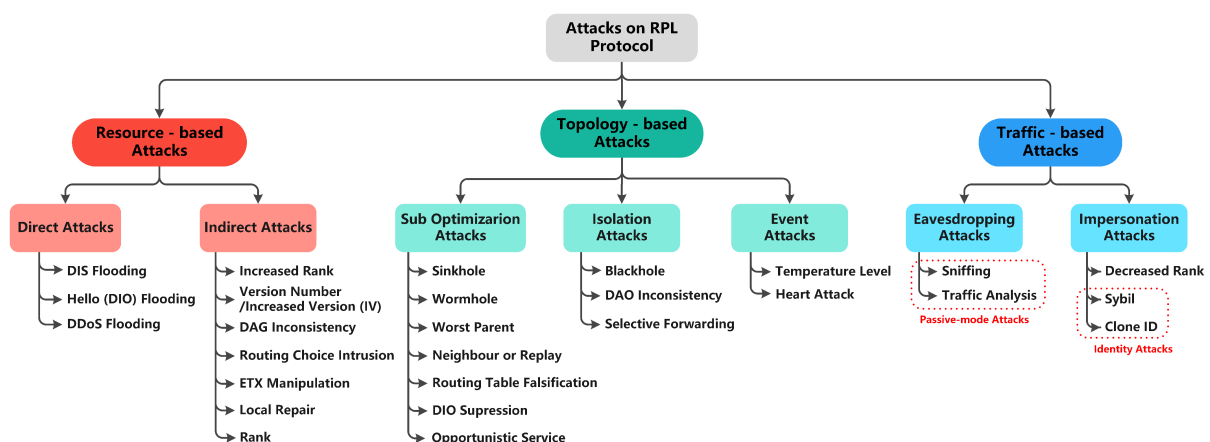 Attacks on RPL
Protocol
Resource - based
Attacks
Topology - based
Attacks
Traffic - based
Attacks
Direct Attacks
Indirect Attacks
Sub Optimizarion
Attacks
Isolation
Attacks
Event
Attacks
Eavesdropping
Attacks
Impersonation
Attacks
DIS Flooding
Hello (DIO) Flooding
DDoS Flooding
Increased Rank
Version Number
/Increased Version (IV)
DAG Inconsistency
Routing Choice Intrusion
ETX Manipulation
Local Repair
Rank
Sinkhole
Wormhole
Worst Parent
Neighbour or Replay
Routing Table Falsification
DIO Supression
Opportunistic Service
Blackhole
DAO Inconsistency
Selective Forwarding
Temperature Level
Heart Attack
Sniffing
Traffic Analysis
Passive-mode Attacks
Decreased Rank
Sybil
Clone ID
Identity Attacks